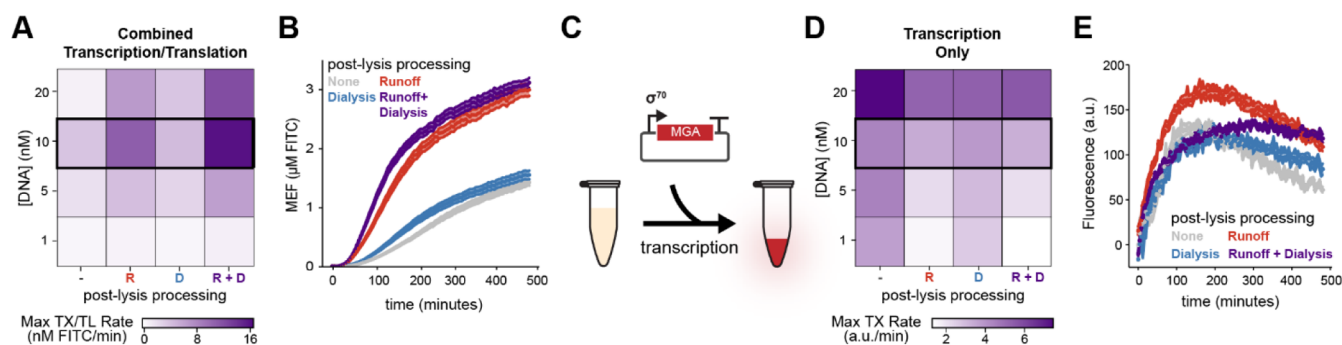 A
Combined
Transcription/Translation
[DNA] (nM)
20
10
5
1
-
R
D
R + D
post-lysis processing
Max TX/TL Rate
(nM FITC/min)
0
16
B
MEF (µM FITC)
3
2
1
0
post-lysis processing
None Runoff
Dialysis Runoff+
Dialysis
0 100 200 300 400 500
time (minutes)
C
σ70
MGA
transcription
D
Transcription
Only
[DNA] (nM)
20
10
5
1
-
R
D
R + D
post-lysis processing
Max TX Rate
(a.u./min)
2 4 6
E
Fluorescence (a.u.)
200
150
100
50
0
post-lysis processing
None Runoff
Dialysis Runoff + Dialysis
0 100 200 300 400 500
time (minutes)